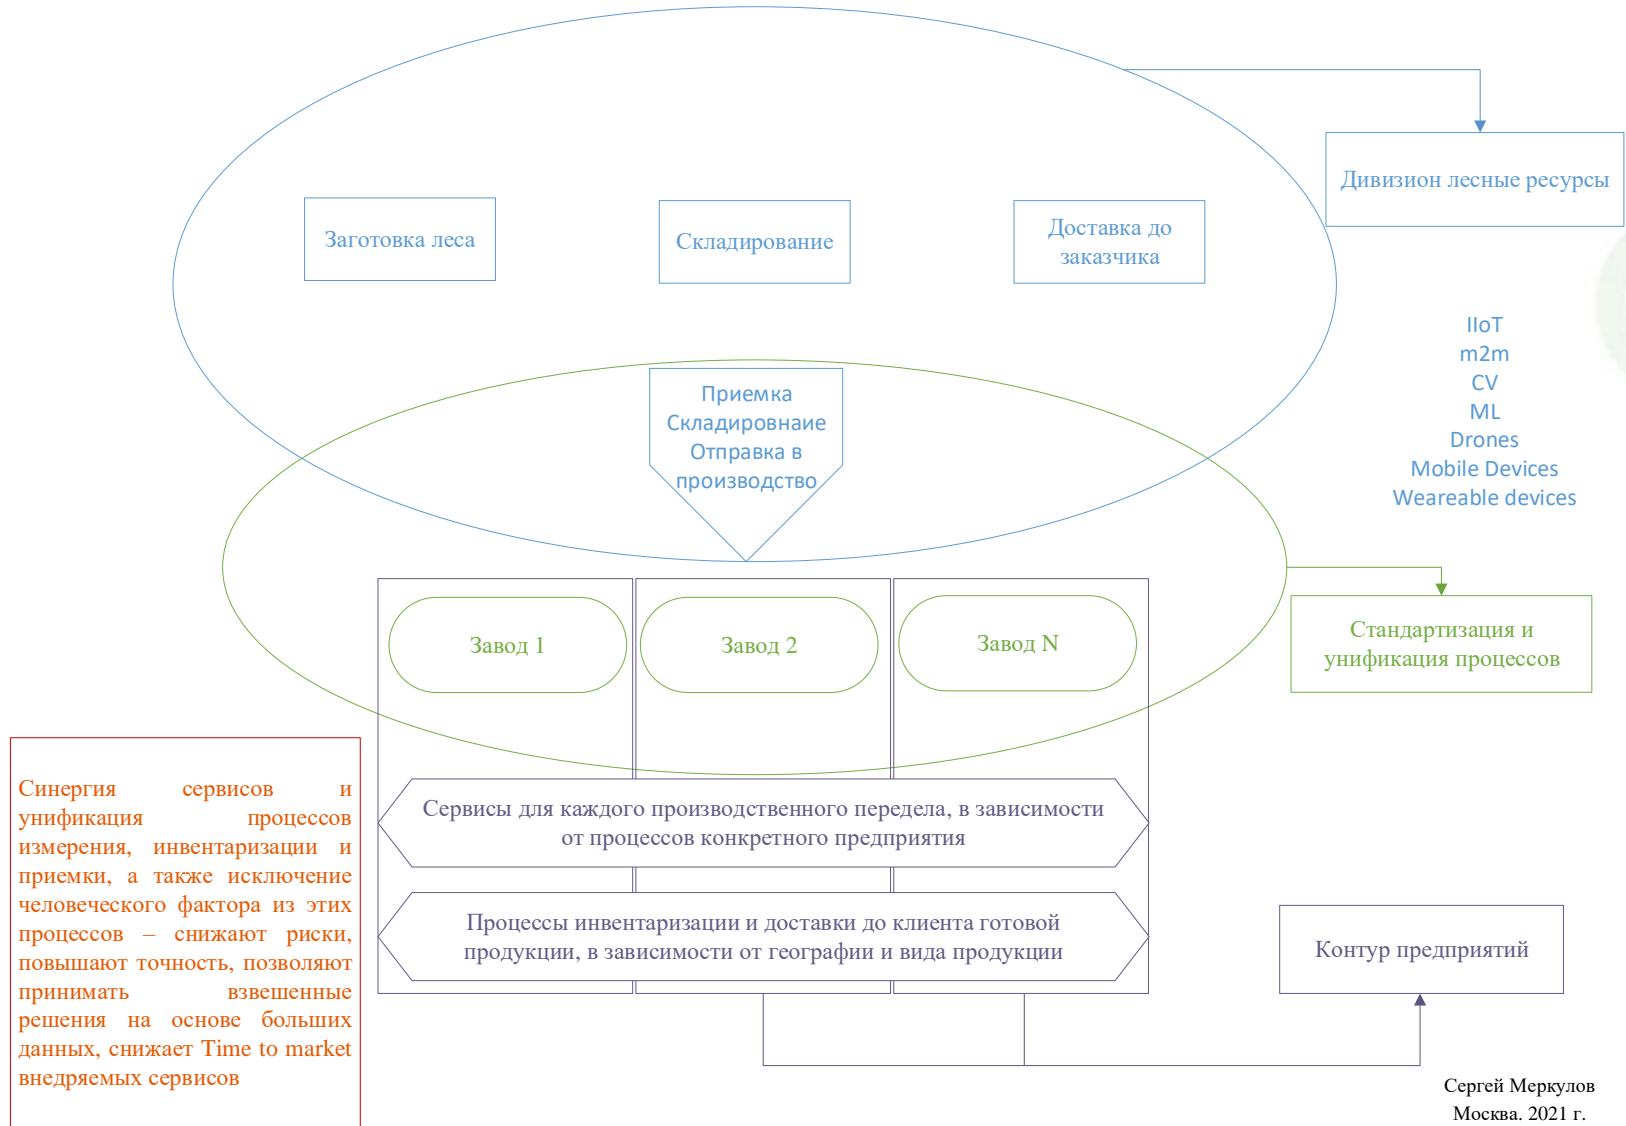 Дивизион лесные ресурсы
Заготовка леса
Складирование
Доставка до
заказчика
IIoT
m2m
CV
ML
Drones
Mobile Devices
Weareable devices
Приемка
Складировнаие
Отправка в
производство
Завод 1
Завод 2
Завод N
Стандартизация и
унификация процессов
Синергия сервисов и
унификация процессов
измерения, инвентаризации и
приемки, а также исключение
человеческого фактора из этих
процессов – снижают риски,
повышают точность, позволяют
принимать взвешенные
решения на основе больших
данных, снижает Time to market
внедряемых сервисов
Сервисы для каждого производственного передела, в зависимости
от процессов конкретного предприятия
Процессы инвентаризации и доставки до клиента готовой
продукции, в зависимости от географии и вида продукции
Контур предприятий
Сергей Меркулов
Москва. 2021 г.